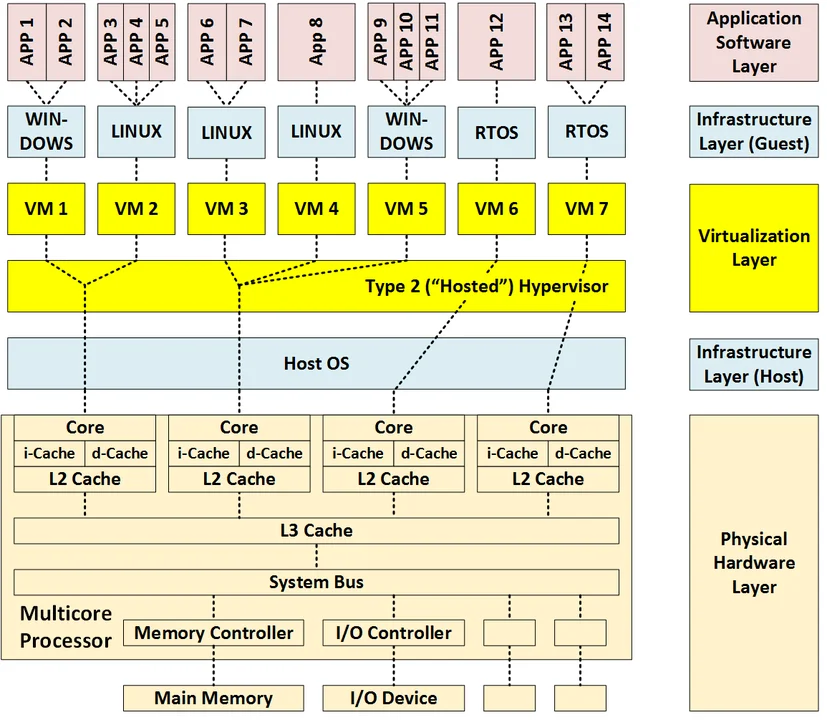 APP 1
APP 2
APP 3
APP 4
APP 5
APP 6
APP 7
App 8
APP 9
APP 10
APP 11
APP 12
APP 13
APP 14
Application
Software
Layer
WIN-
DOWS
LINUX
LINUX
LINUX
WIN-
DOWS
RTOS
RTOS
Infrastructure
Layer (Guest)
VM 1
VM 2
VM 3
VM 4
VM 5
VM 6
VM 7
Virtualization
Layer
Type 2 (“Hosted”) Hypervisor
Host OS
Infrastructure
Layer (Host)
Core
Core
Core
Core
i-Cache
d-Cache
i-Cache
d-Cache
i-Cache
d-Cache
i-Cache
d-Cache
L2 Cache
L2 Cache
L2 Cache
L2 Cache
L3 Cache
System Bus
Physical
Hardware
Layer
Multicore
Processor
Memory Controller
I/O Controller
Main Memory
I/O Device